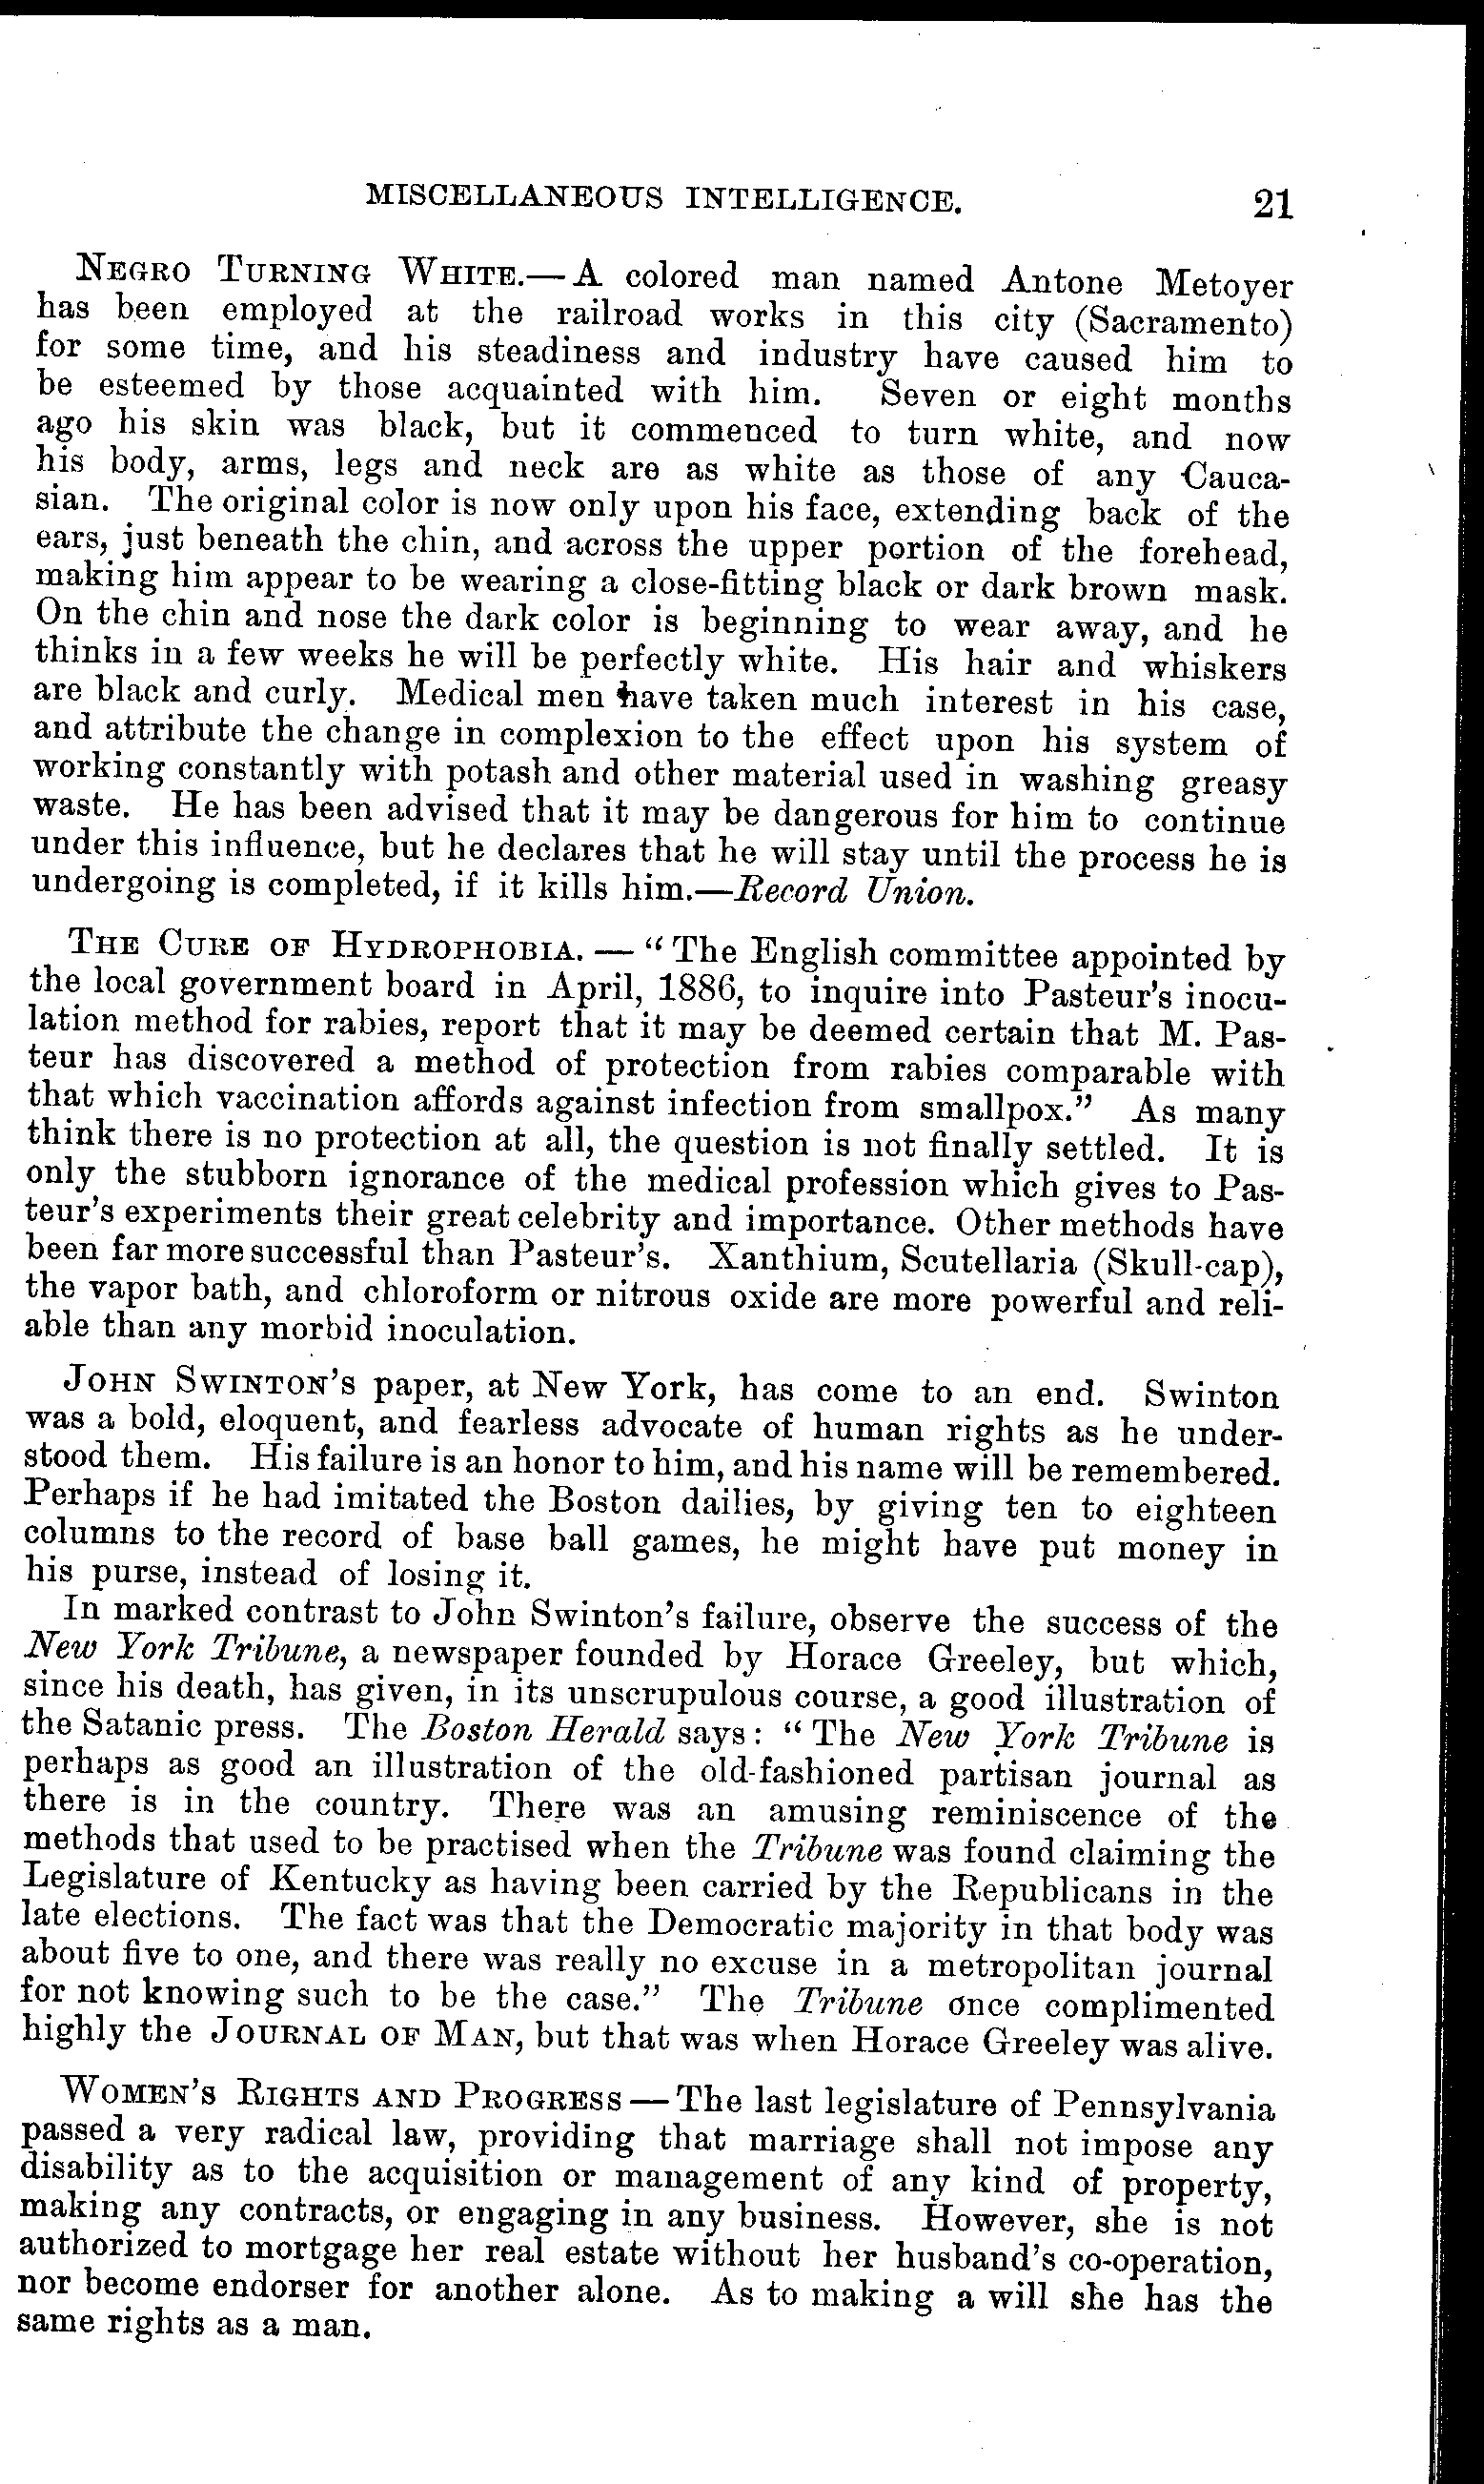 MISCELLANEOUS INTELLIGENCE. 21
NEGRO TURNING WHITE.—A colored man named Antone Metoyer
has been employed at the railroad works in this city (Sacramento)
for some time, and his steadiness and industry have caused him to
be esteemed by those acquainted with him. Seven or eight months
ago his skin was black, but it commenced to turn white, and now
his body, arms, legs and neck are as white as those of any Cauca-
sian. The original color is now only upon his face, extending back of the
ears, just beneath the chin, and across the upper portion of the forehead,
making him appear to be wearing a close-fitting black or dark brown mask.
On the chin and nose the dark color is beginning to wear away, and he
thinks in a few weeks he will be perfectly white. His hair and whiskers
are black and curly. Medical men have taken much interest in his case,
and attribute the change in complexion to the effect upon his system of
working constantly with potash and other material used in washing greasy
waste. He has been advised that it may be dangerous for him to continue
under this influence, but he declares that he will stay until the process he is
undergoing is completed, if it kills him.—Record Union.
THE CURE OF HYDROPHOBIA. — “The English committee appointed by
the local government board in April, 1886, to inquire into Pasteur's inocu-
lation method for rabies, report that it may be deemed certain that M. Pas-
teur has discovered a method of protection from rabies comparable with
that which vaccination affords against infection from smallpox.” As many
think there is no protection at all, the question is not finally settled. It is
only the stubborn ignorance of the medical profession which gives to Pas-
teur's experiments their great celebrity and importance. Other methods have
been far more successful than Pasteur's. Xanthium, Scutellaria (Skull-cap),
the vapor bath, and chloroform or nitrous oxide are more powerful and reli-
able than any morbid inoculation.
JOHN SWINTON'S paper, at New York, has come to an end. Swinton
was a bold, eloquent, and fearless advocate of human rights as he under-
stood them. His failure is an honor to him, and his name will be remembered.
Perhaps if he had imitated the Boston dailies, by giving ten to eighteen
columns to the record of base ball games, he might have put money in
his purse, instead of losing it.
In marked contrast to John Swinton's failure, observe the success of the
New York Tribune, a newspaper founded by Horace Greeley, but which,
since his death, has given, in its unscrupulous course, a good illustration of
the Satanic press. The Boston Herald says: “The New York Tribune is
perhaps as good an illustration of the old-fashioned partisan journal as
there is in the country. There was an amusing reminiscence of the
methods that used to be practised when the Tribune was found claiming the
Legislature of Kentucky as having been carried by the Republicans in the
late elections. The fact was that the Democratic majority in that body was
about five to one, and there was really no excuse in a metropolitan journal
for not knowing such to be the case.” The Tribune once complimented
highly the JOURNAL OF MAN, but that was when Horace Greeley was alive.
WOMEN'S RIGHTS AND PROGRESS—The last legislature of Pennsylvania
passed a very radical law, providing that marriage shall not impose any
disability as to the acquisition or management of any kind of property,
making any contracts, or engaging in any business. However, she is not
authorized to mortgage her real estate without her husband's co-operation,
nor become endorser for another alone. As to making a will she has the
same rights as a man.